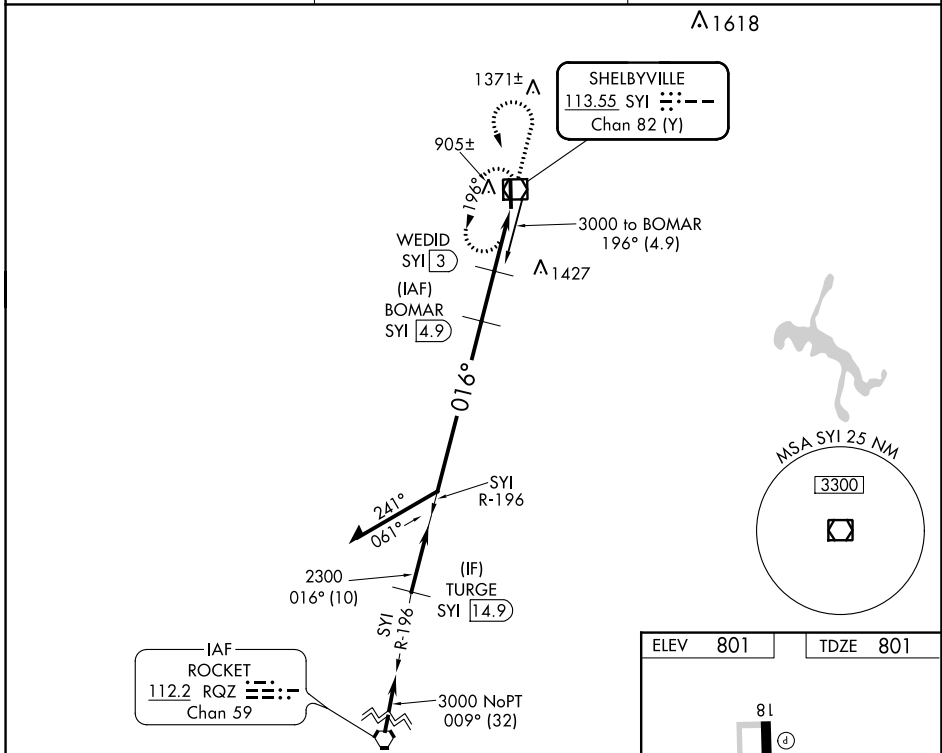 1618
1371±
SHELBYVILLE
113.55 SYI
Chan 82 (Y)
905±
196°
3000 to BOMAR
196° (4.9)
WEDID
SYI 3
1427
(IAF)
BOMAR
SYI 4.9
016°
MSA SYI 25 NM
3300
SYI
R-196
241°
061°
2300
016° (10)
(IF)
TURGE
SYI 14.9
SYI
R-196
IAF
ROCKET
112.2 RQZ
Chan 59
3000 NoPT
009° (32)
ELEV 801
TDZE 801
18
P